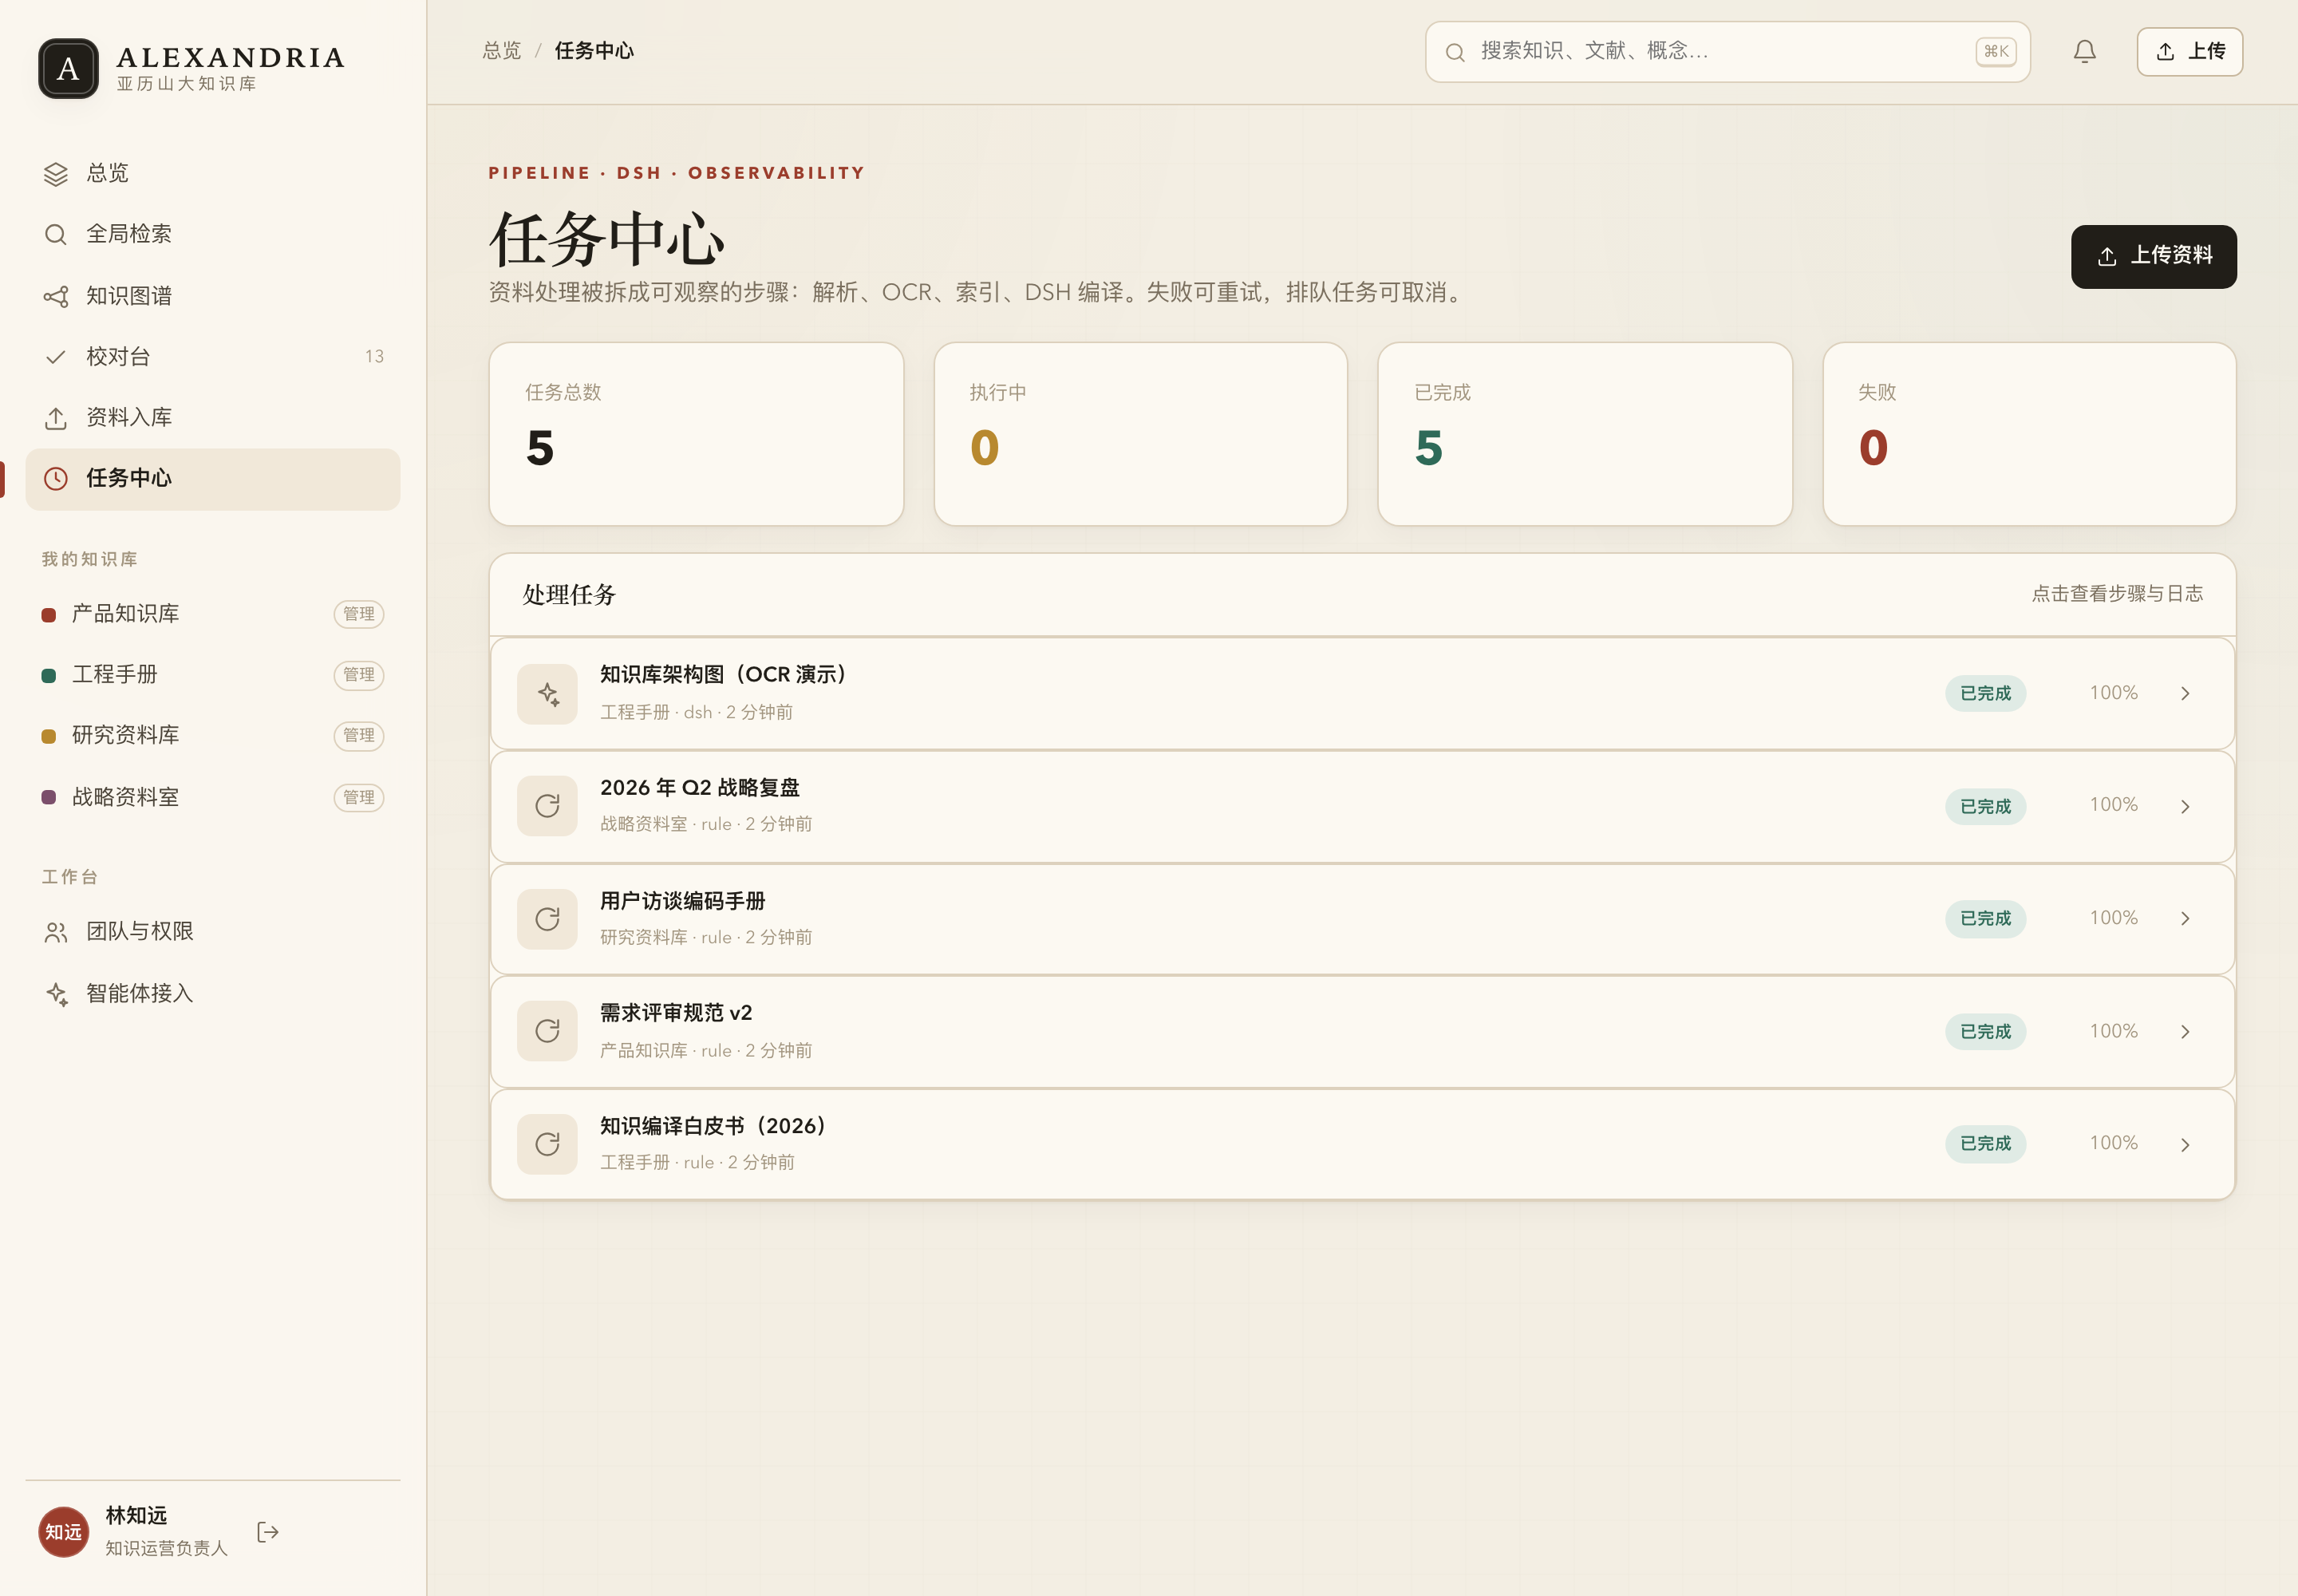 A
ALEXANDRIA
亚历山大知识库
总览
全局检索
知识图谱
校对台 13
资料入库
任务中心
我的知识库
产品知识库 管理
工程手册 管理
研究资料库 管理
战略资料室 管理
工作台
团队与权限
智能体接入
知远
林知远
知识运营负责人
总览 / 任务中心
搜索知识、文献、概念… ⌘K
上传
PIPELINE · DSH · OBSERVABILITY
任务中心
资料处理被拆成可观察的步骤：解析、OCR、索引、DSH 编译。失败可重试，排队任务可取消。
上传资料
任务总数
5
执行中
0
已完成
5
失败
0
处理任务 点击查看步骤与日志
知识库架构图（OCR 演示）
工程手册 · dsh · 2 分钟前
已完成 100%
2026 年 Q2 战略复盘
战略资料室 · rule · 2 分钟前
已完成 100%
用户访谈编码手册
研究资料库 · rule · 2 分钟前
已完成 100%
需求评审规范 v2
产品知识库 · rule · 2 分钟前
已完成 100%
知识编译白皮书（2026）
工程手册 · rule · 2 分钟前
已完成 100%